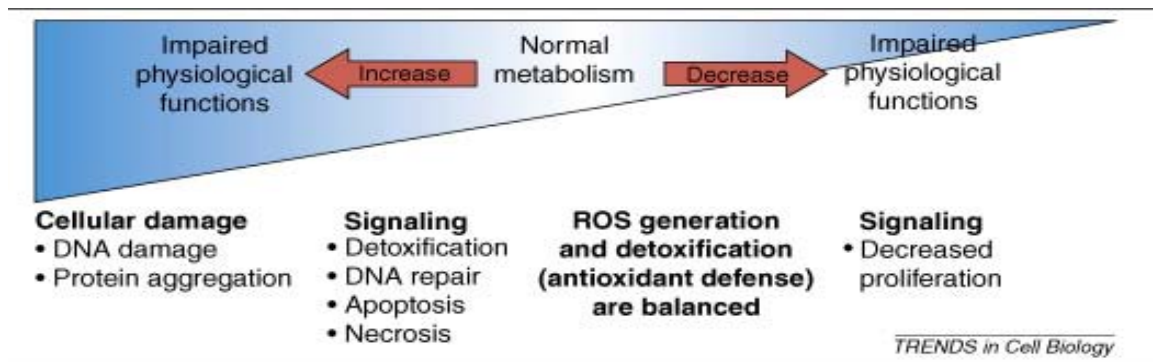 Impaired
physiological
functions
Increase
Normal
metabolism
Decrease
Impaired
physiological
functions
Cellular damage
• DNA damage
• Protein aggregation
Signaling
• Detoxification
• DNA repair
• Apoptosis
• Necrosis
ROS generation
and detoxification
(antioxidant defense)
are balanced
Signaling
• Decreased
proliferation
TRENDS in Cell Biology